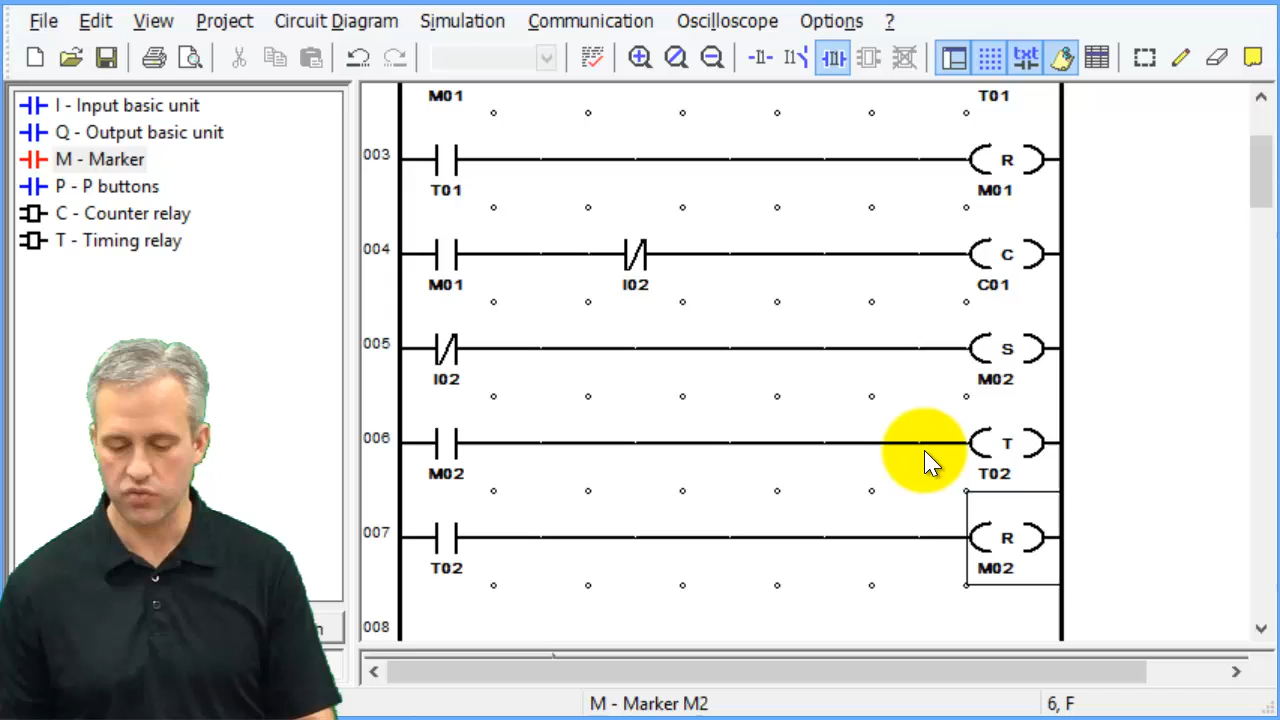 File Edit View Project Circuit Diagram Simulation Communication Oscilloscope Options ?
txt
I - Input basic unit
Q - Output basic unit
M - Marker
P - P buttons
C - Counter relay
T - Timing relay
M01 T01
003 R
T01 M01
004 C
M01 I02 C01
005 S
I02 M02
006 T
M02 T02
007 R
T02 M02
008
M - Marker M2 6, F